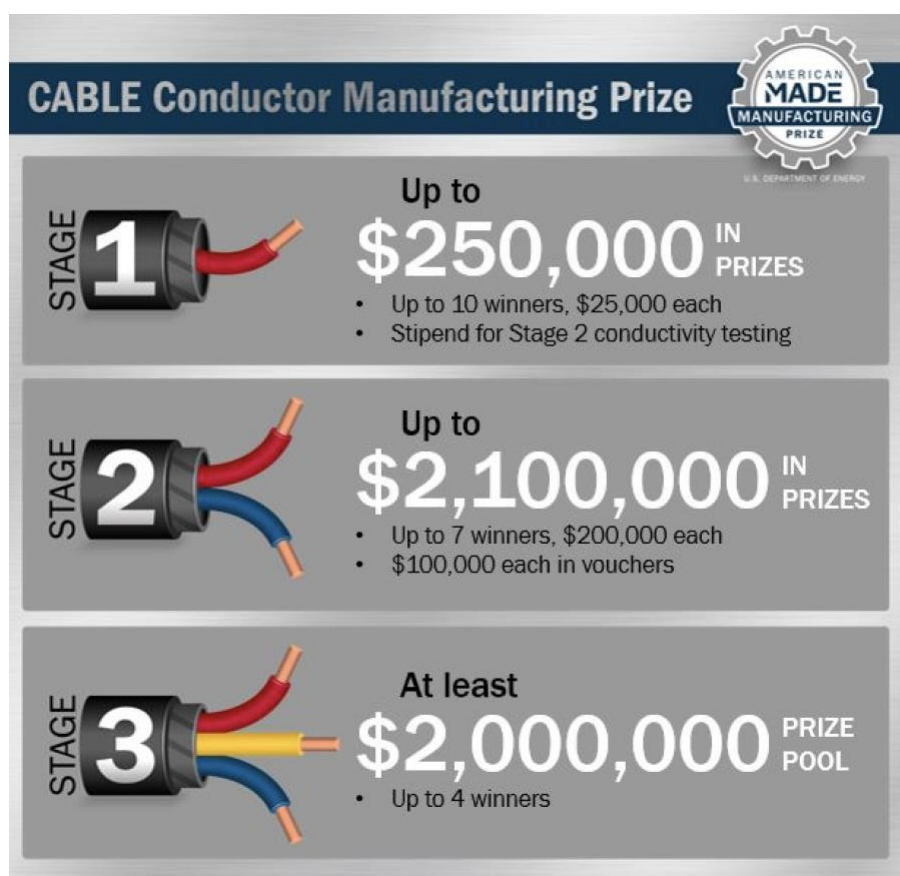 CABLE Conductor Manufacturing Prize
AMERICAN
MADE
MANUFACTURING
PRIZE
U.S. DEPARTMENT OF ENERGY
STAGE 1
Up to
$250,000 IN PRIZES
• Up to 10 winners, $25,000 each
• Stipend for Stage 2 conductivity testing
STAGE 2
Up to
$2,100,000 IN PRIZES
• Up to 7 winners, $200,000 each
• $100,000 each in vouchers
STAGE 3
At least
$2,000,000 PRIZE POOL
• Up to 4 winners